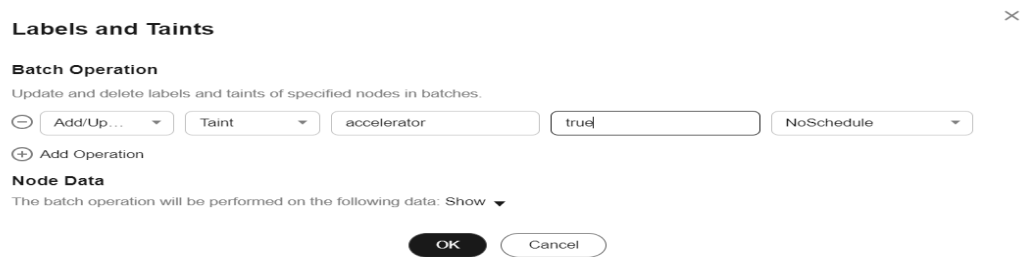 Labels and Taints
Batch Operation
Update and delete labels and taints of specified nodes in batches.
Add/Up... Taint accelerator true NoSchedule
Add Operation
Node Data
The batch operation will be performed on the following data: Show
OK Cancel